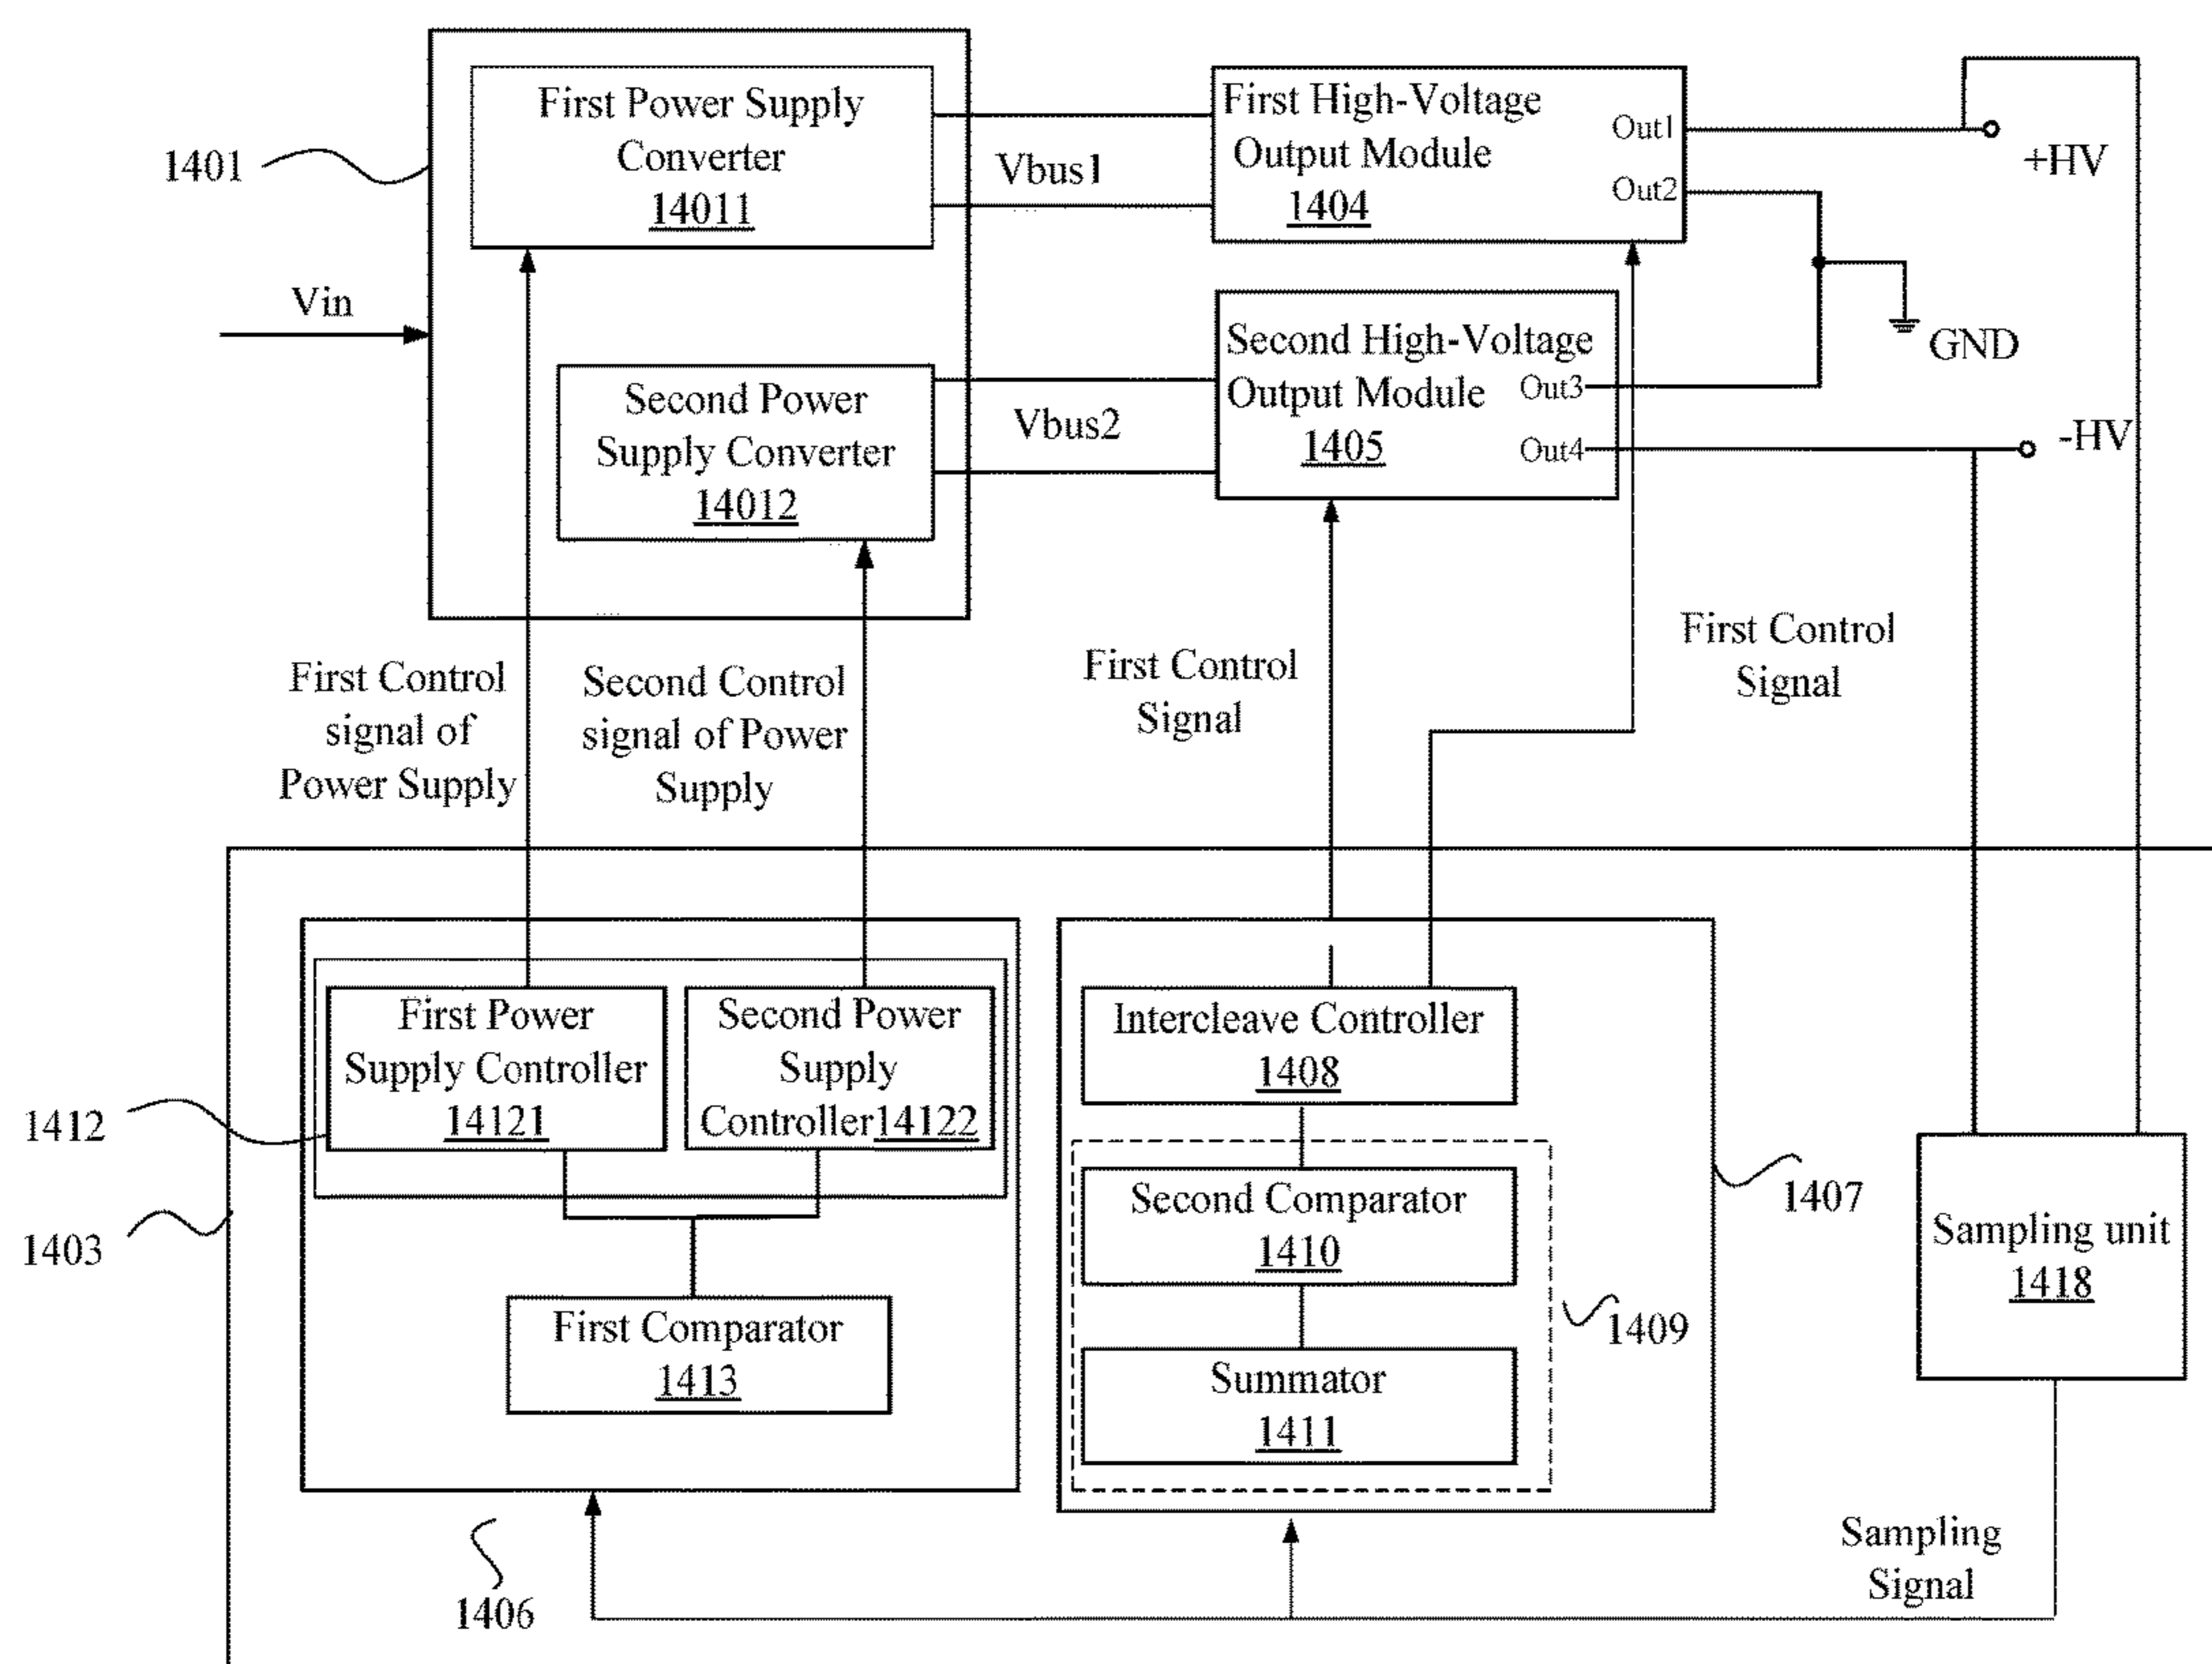 First Power Supply
Converter
14011
1401
Vin
Second Power
Supply Converter
14012
Vbus1
Vbus2
First High-Voltage
Output Module
1404
Out1
Out2
Second High-Voltage
Output Module
1405
Out3
Out4
+HV
GND
-HV
First Control
signal of
Power Supply
Second Control
signal of Power
Supply
First Control
Signal
First Control
Signal
First Power
Supply Controller
14121
Second Power
Supply
Controller14122
1412
1403
First Comparator
1413
1406
Intercleave Controller
1408
Second Comparator
1410
Summator
1411
1409
1407
Sampling unit
1418
Sampling
Signal